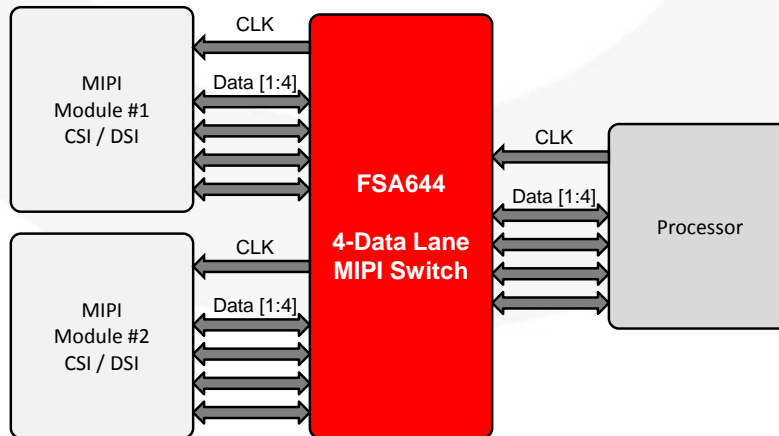 CLK
MIPI
Module #1
CSI / DSI
Data [1:4]
CLK
MIPI
Module #2
CSI / DSI
Data [1:4]
FSA644
4-Data Lane
MIPI Switch
CLK
Data [1:4]
Processor